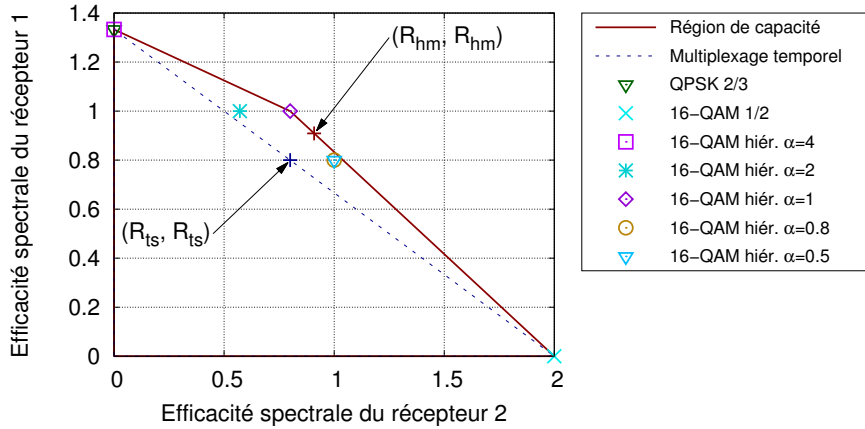 Efficacité spectrale du récepteur 1
1.4
1.2
1
0.8
0.6
0.4
0.2
0
0
0.5
1
1.5
2
Efficacité spectrale du récepteur 2
(Rhm, Rhm)
(Rts, Rts)
Région de capacité
Multiplexage temporel
QPSK 2/3
16−QAM 1/2
16−QAM hiér. α=4
16−QAM hiér. α=2
16−QAM hiér. α=1
16−QAM hiér. α=0.8
16−QAM hiér. α=0.5